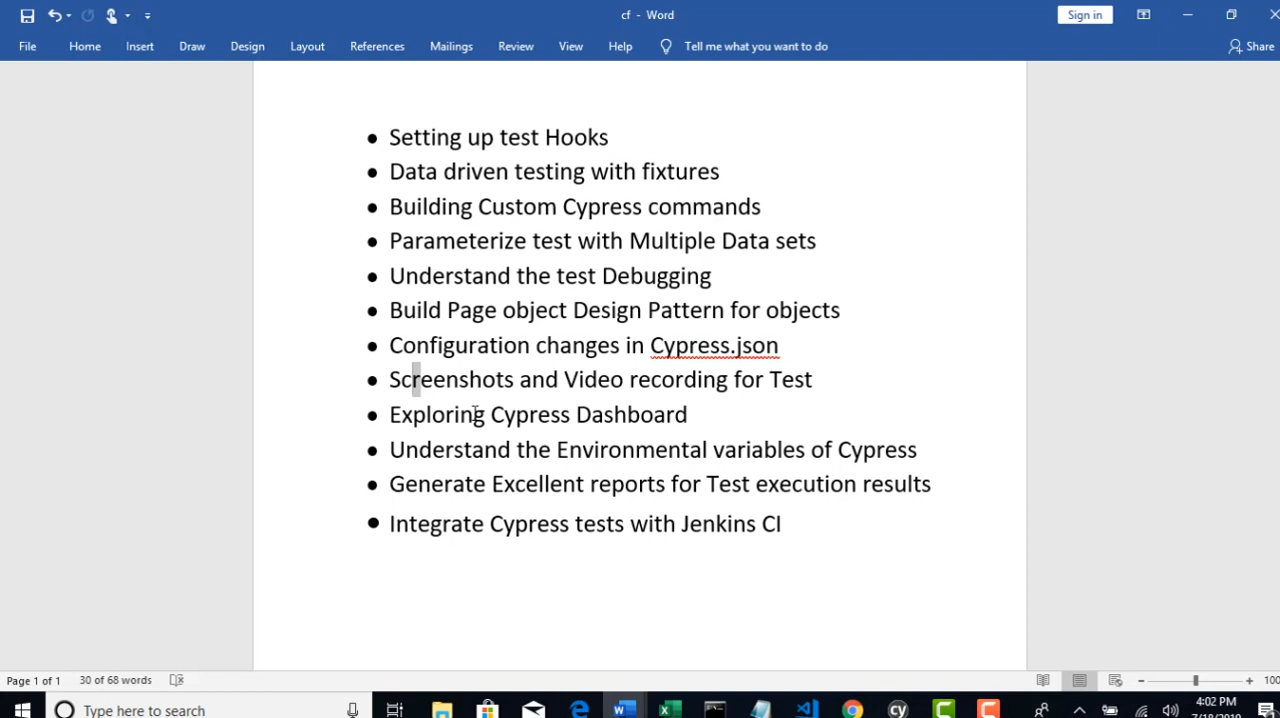 cf - Word
Sign in
File Home Insert Draw Design Layout References Mailings Review View Help Tell me what you want to do Share
• Setting up test Hooks
• Data driven testing with fixtures
• Building Custom Cypress commands
• Parameterize test with Multiple Data sets
• Understand the test Debugging
• Build Page object Design Pattern for objects
• Configuration changes in Cypress.json
• Screenshots and Video recording for Test
• Exploring Cypress Dashboard
• Understand the Environmental variables of Cypress
• Generate Excellent reports for Test execution results
• Integrate Cypress tests with Jenkins CI
Page 1 of 1 30 of 68 words 100
Type here to search
cy
4:02 PM